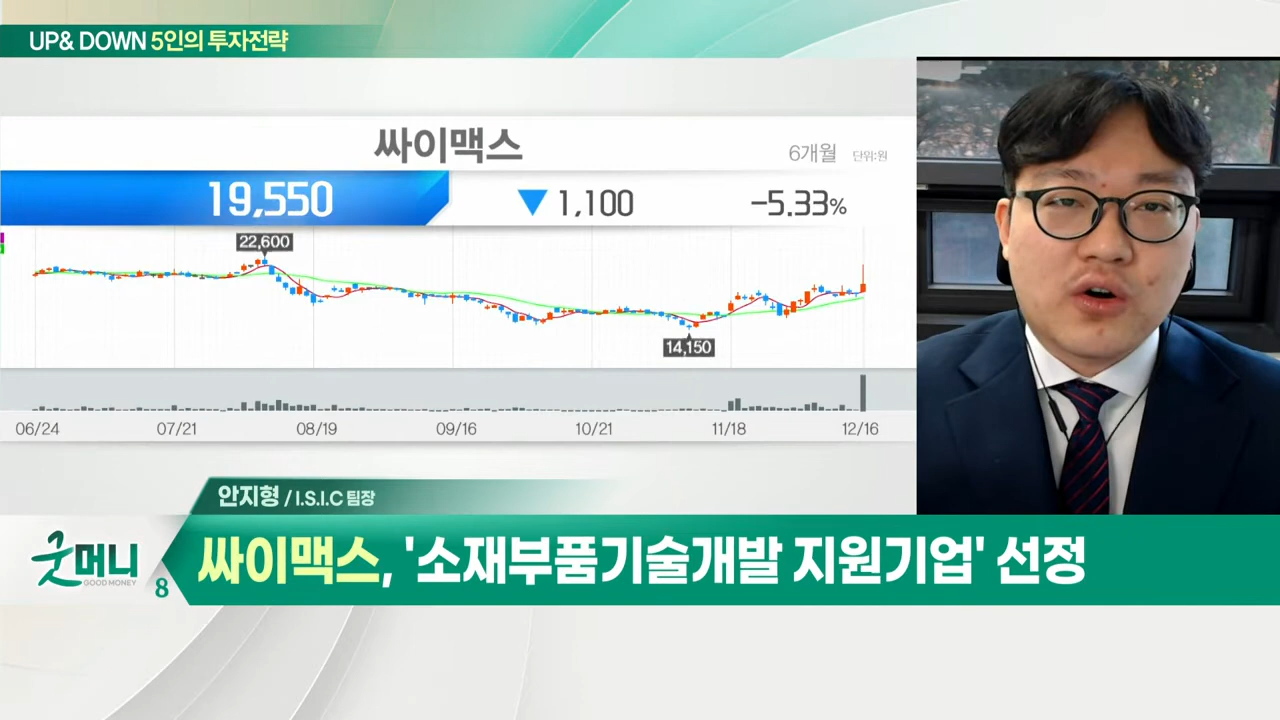 UP& DOWN 5인의 투자전략
싸이맥스
6개월 단위:원
19,550 ▼ 1,100 -5.33%
22,600
14,150
06/24 07/21 08/19 09/16 10/21 11/18 12/16
안지형 / I.S.I.C 팀장
굿머니
GOOD MONEY
8
싸이맥스, '소재부품기술개발 지원기업' 선정